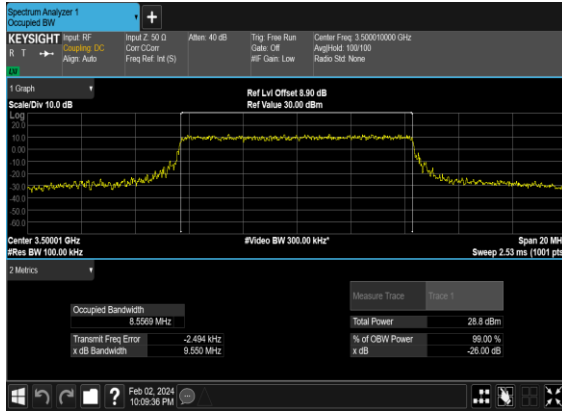 Spectrum Analyzer 1
Occupied BW
KEYSIGHT
R T
LU
Input: RF
Coupling: DC
Align: Auto
Input Z: 50 Ω
Corr CCorr
Freq Ref: Int (S)
Atten: 40 dB
Trig: Free Run
Gate: Off
#IF Gain: Low
Center Freq: 3.500010000 GHz
Avg|Hold: 100/100
Radio Std: None
1 Graph
Scale/Div 10.0 dB
Ref Lvl Offset 8.90 dB
Ref Value 30.00 dBm
Log
20.0
10.0
0.00
-10.0
-20.0
-30.0
-40.0
-50.0
-60.0
Center 3.50001 GHz
#Res BW 100.00 kHz
#Video BW 300.00 kHz*
Span 20 MH
Sweep 2.53 ms (1001 pts
2 Metrics
Occupied Bandwidth
8.5569 MHz
Transmit Freq Error -2.494 kHz
x dB Bandwidth 9.550 MHz
Measure Trace Trace 1
Total Power 28.8 dBm
% of OBW Power 99.00 %
x dB -26.00 dB
?
Feb 02, 2024
10:09:36 PM